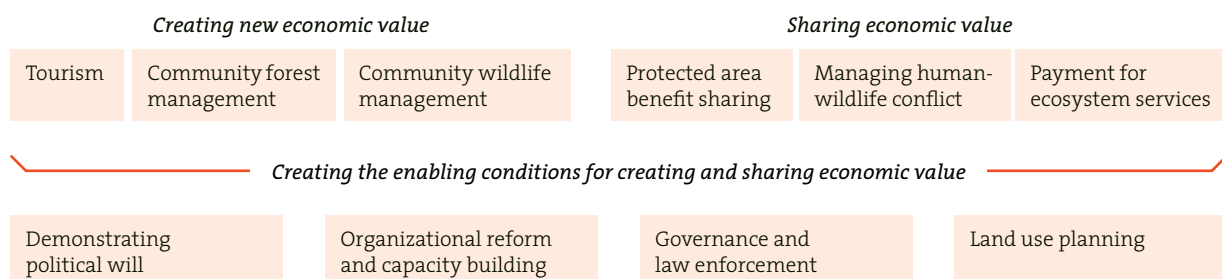 Creating new economic value
Sharing economic value
Tourism
Community forest
management
Community wildlife
management
Protected area
benefit sharing
Managing human-
wildlife conflict
Payment for
ecosystem services
Creating the enabling conditions for creating and sharing economic value
Demonstrating
political will
Organizational reform
and capacity building
Governance and
law enforcement
Land use planning